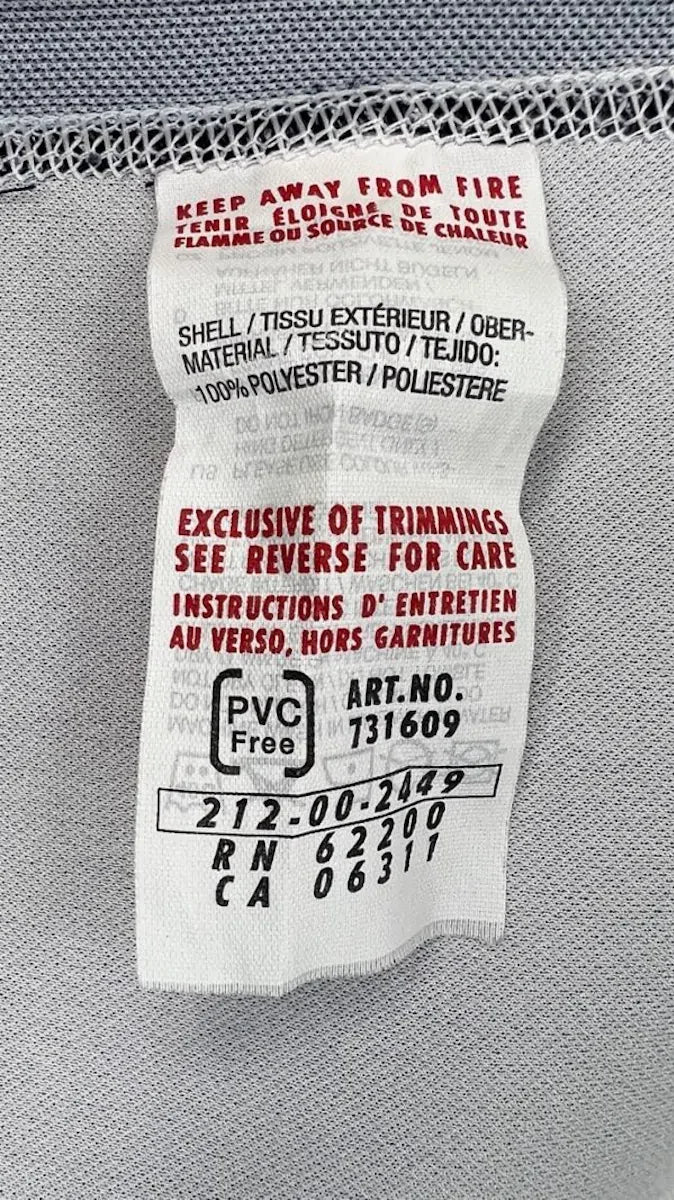 KEEP AWAY FROM FIRE
TENIR ÉLOIGNÉ DE TOUTE
FLAMME OU SOURCE DE CHALEUR
SHELL / TISSU EXTÉRIEUR / OBER-
MATERIAL / TESSUTO / TEJIDO:
100% POLYESTER / POLIESTERE
EXCLUSIVE OF TRIMMINGS
SEE REVERSE FOR CARE
INSTRUCTIONS D' ENTRETIEN
AU VERSO, HORS GARNITURES
PVC
Free
ART.NO.
731609
212-00-2449
RN 62200
CA 06311